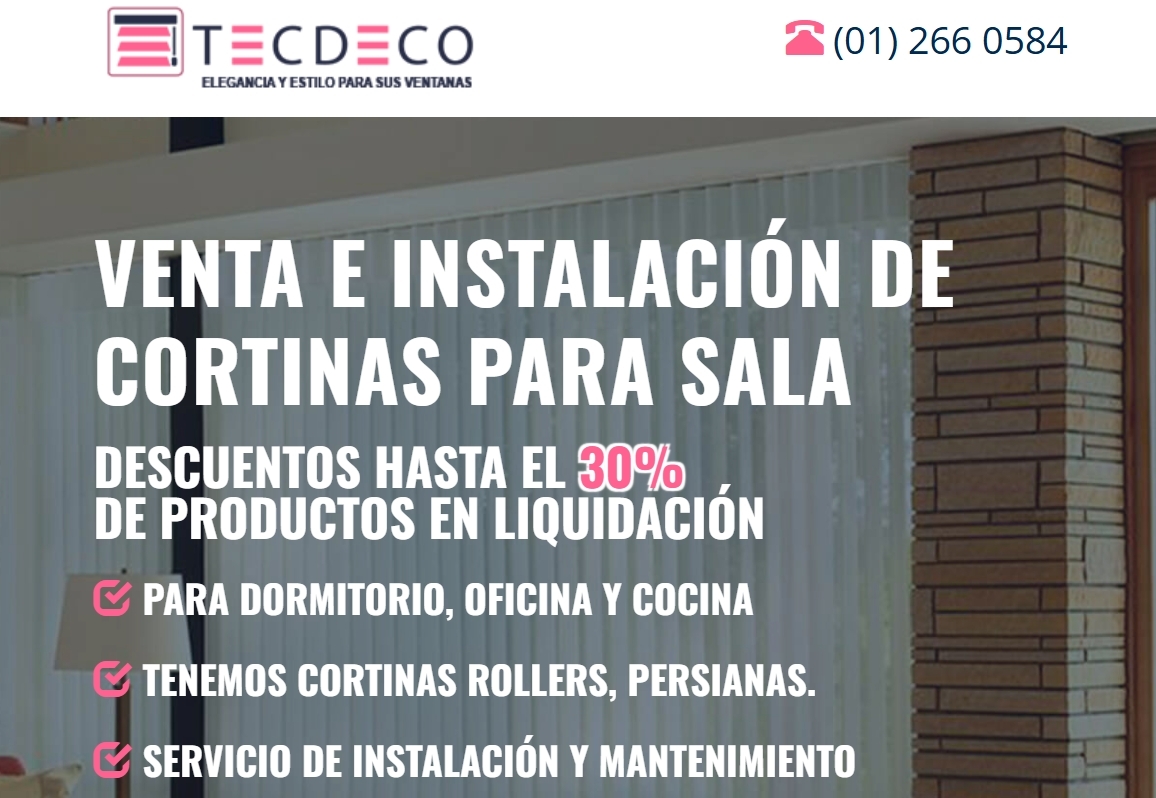 TECDECO
ELEGANCIA Y ESTILO PARA SUS VENTANAS
(01) 266 0584
VENTA E INSTALACIÓN DE
CORTINAS PARA SALA
DESCUENTOS HASTA EL 30%
DE PRODUCTOS EN LIQUIDACIÓN
PARA DORMITORIO, OFICINA Y COCINA
TENEMOS CORTINAS ROLLERS, PERSIANAS.
SERVICIO DE INSTALACIÓN Y MANTENIMIENTO